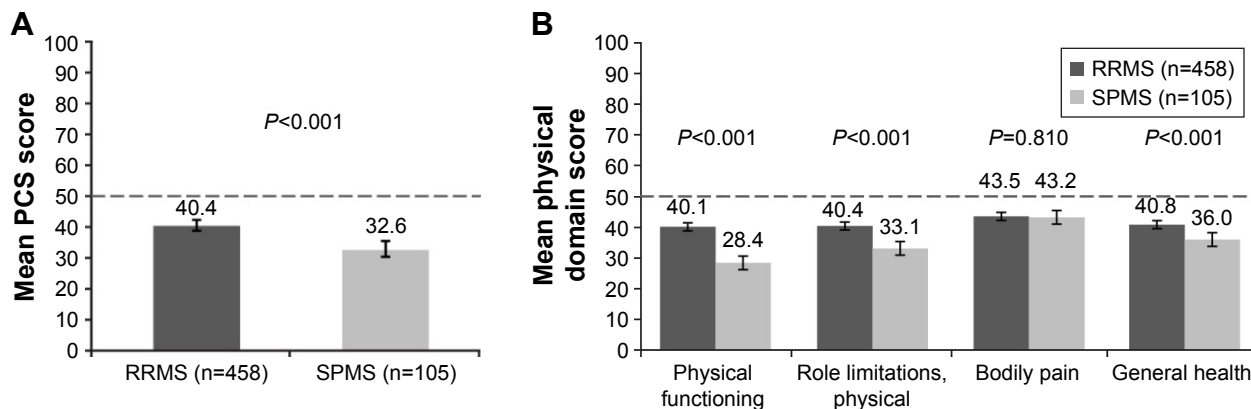 A
Mean PCS score
100
90
80
70
60
50
40
30
20
10
0
P<0.001
40.4
32.6
RRMS (n=458)
SPMS (n=105)
B
Mean physical
domain score
100
90
80
70
60
50
40
30
20
10
0
RRMS (n=458)
SPMS (n=105)
P<0.001
P<0.001
P=0.810
P<0.001
40.1
28.4
40.4
33.1
43.5
43.2
40.8
36.0
Physical
functioning
Role limitations,
physical
Bodily pain
General health